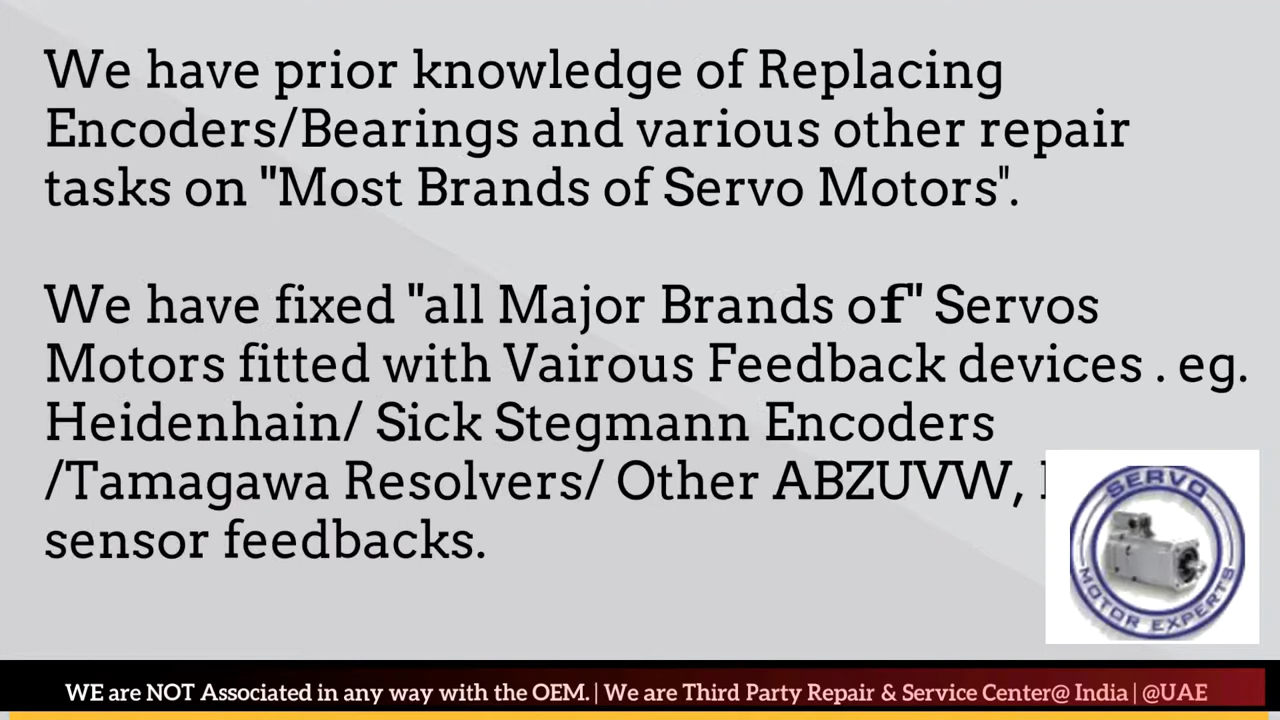 We have prior knowledge of Replacing
Encoders/Bearings and various other repair
tasks on "Most Brands of Servo Motors".
We have fixed "all Major Brands of" Servos
Motors fitted with Vairous Feedback devices . eg.
Heidenhain/ Sick Stegmann Encoders
/Tamagawa Resolvers/ Other ABZUVW,
sensor feedbacks.
SERVO
MOTOR EXPERTS
WE are NOT Associated in any way with the OEM. | We are Third Party Repair & Service Center@ India | @UAE